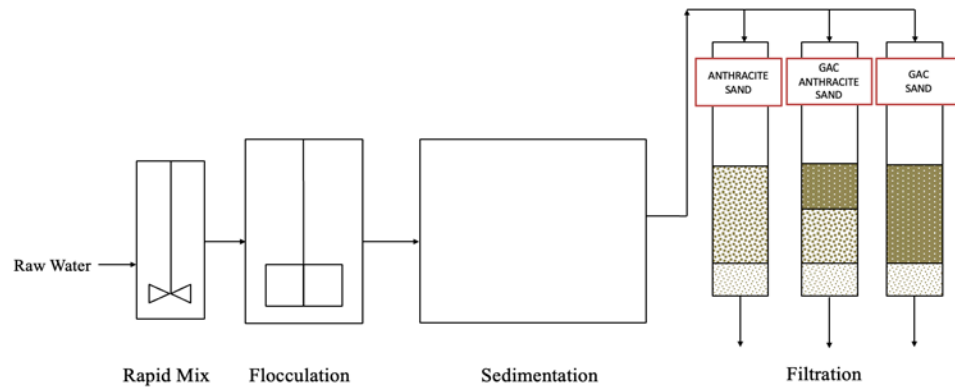 ANTHRACITE
SAND
GAC
ANTHRACITE
SAND
GAC
SAND
Raw Water
Rapid Mix
Flocculation
Sedimentation
Filtration